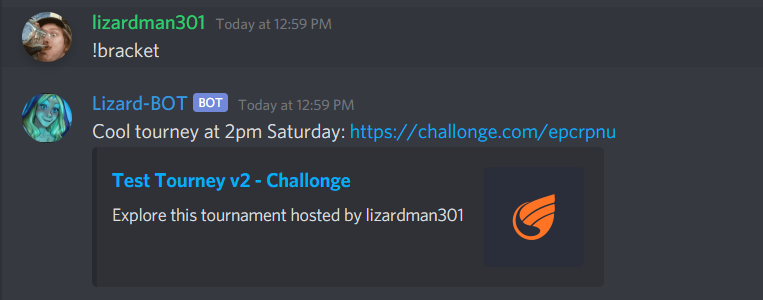 lizardman301 Today at 12:59 PM
!bracket
Lizard-BOT BOT Today at 12:59 PM
Cool tourney at 2pm Saturday: https://challonge.com/epcrpnu
Test Tourney v2 - Challonge
Explore this tournament hosted by lizardman301